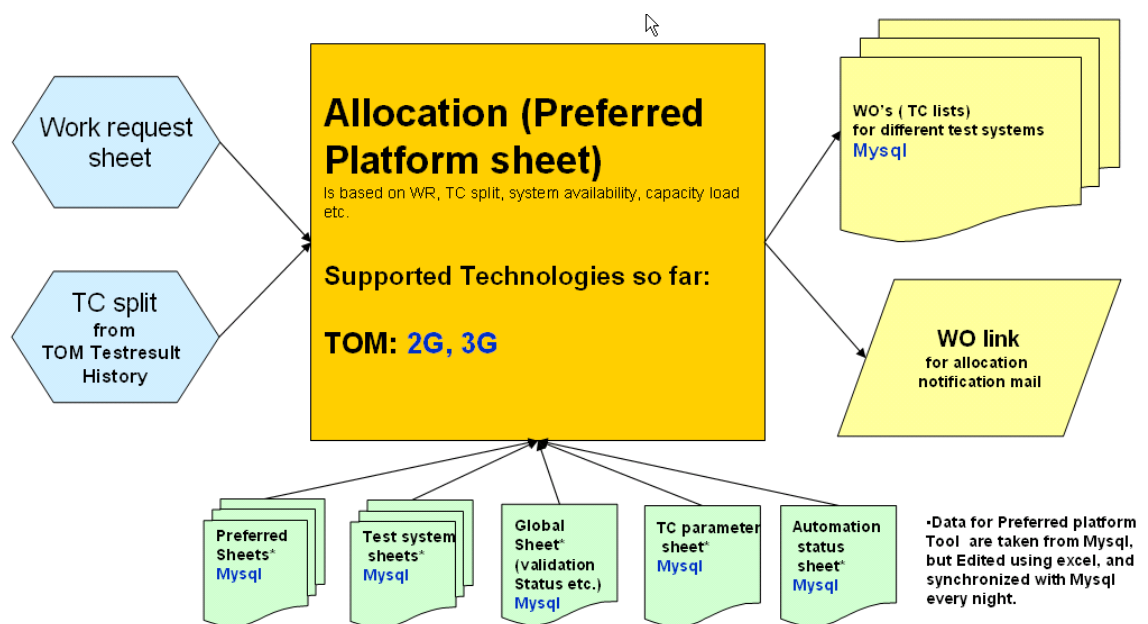 Work request
sheet
TC split
from
TOM Testresult
History
Allocation (Preferred
Platform sheet)
Is based on WR, TC split, system availability, capacity load
etc.
Supported Technologies so far:
TOM: 2G, 3G
WO's ( TC lists)
for different test systems
Mysql
WO link
for allocation
notification mail
Preferred
Sheets*
Mysql
Test system
sheets*
Mysql
Global
Sheet*
(validation
Status etc.)
Mysql
TC parameter
sheet*
Mysql
Automation
status
sheet*
Mysql
•Data for Preferred platform
Tool are taken from Mysql,
but Edited using excel, and
synchronized with Mysql
every night.